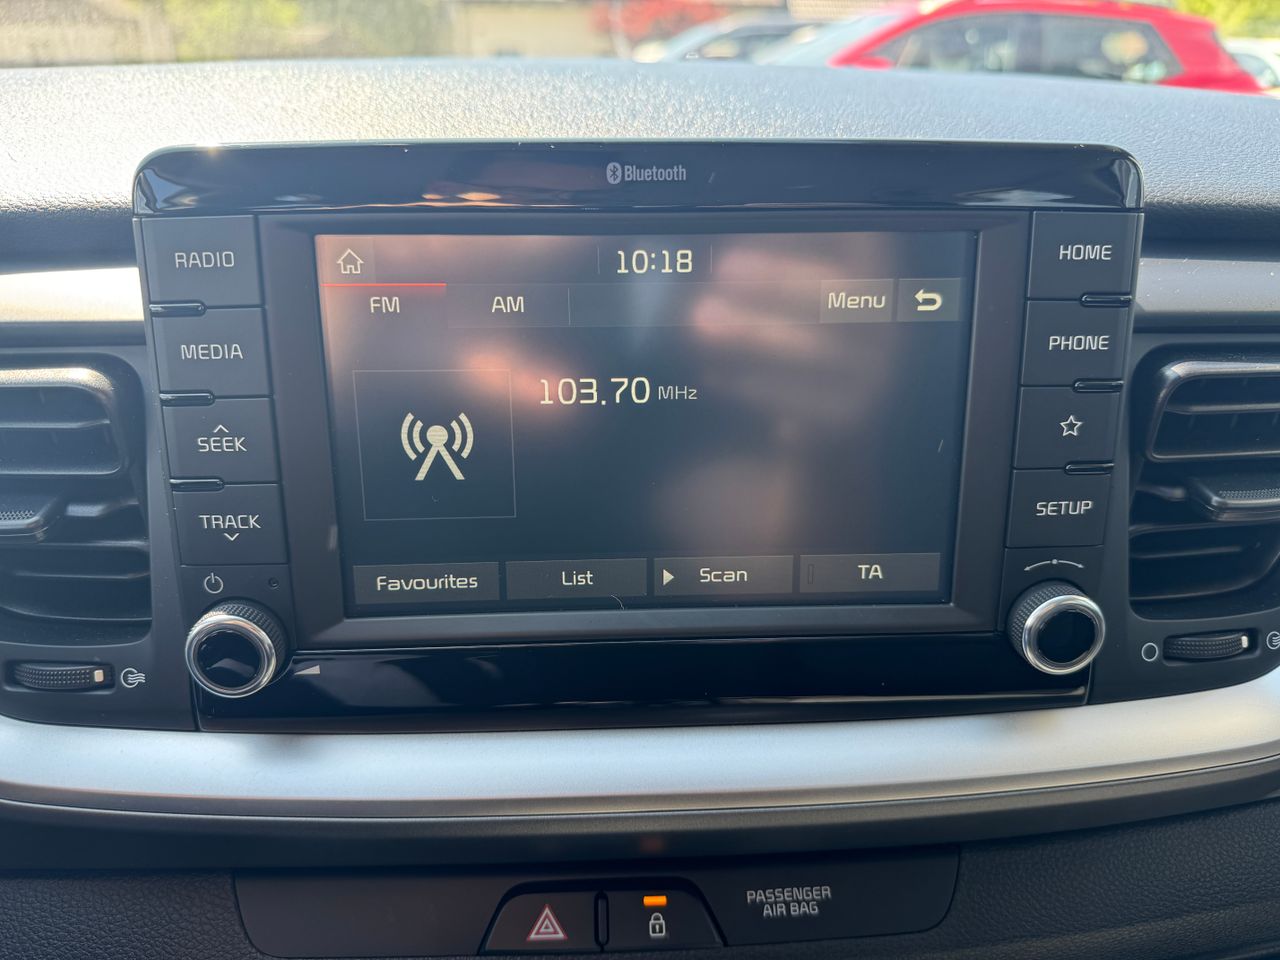 Bluetooth
RADIO
MEDIA
SEEK
TRACK
10:18
FM AM Menu
103.70 MHz
Favourites List Scan TA
HOME
PHONE
SETUP
PASSENGER
AIR BAG